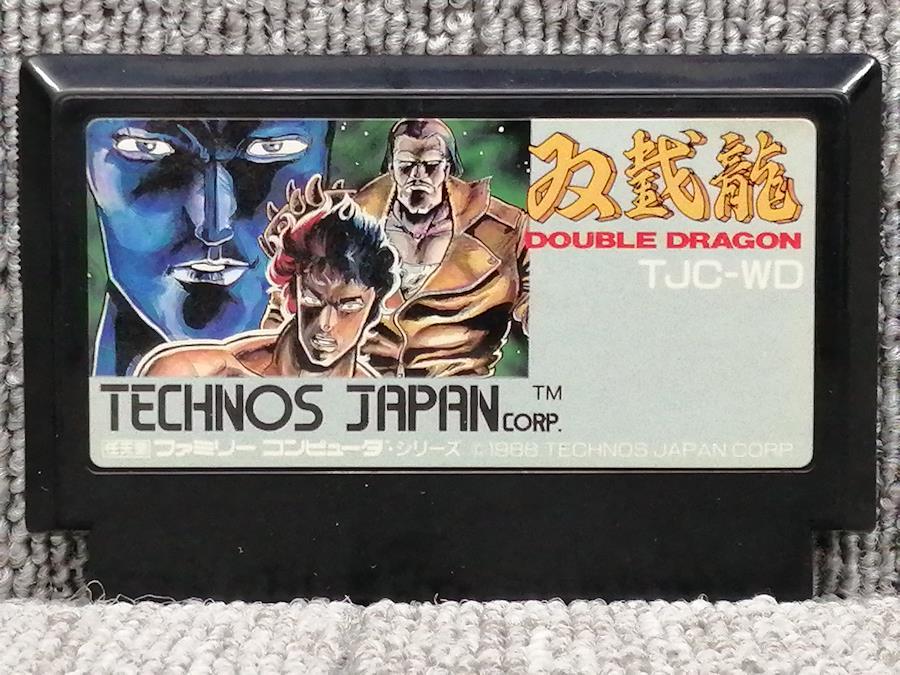 双截龍
DOUBLE DRAGON
TJC-WD
TECHNOS JAPAN CORP. TM
任天堂 ファミリー コンピュータ・シリーズ ©1988 TECHNOS JAPAN CORP.